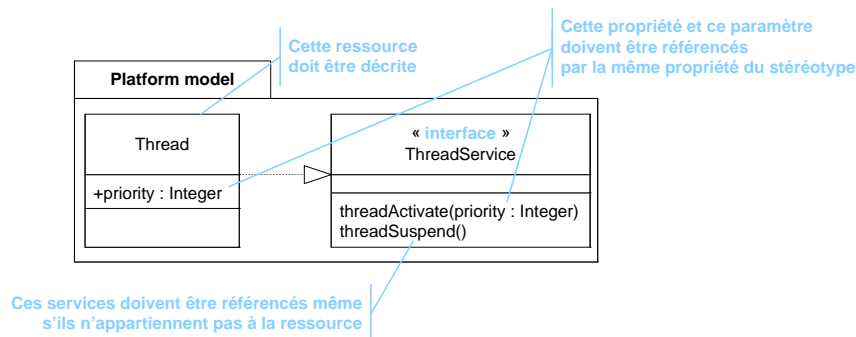 Cette ressource
doit être décrite
Cette propriété et ce paramètre
doivent être référencés
par la même propriété du stéréotype
Platform model
Thread
+priority : Integer
« interface »
ThreadService
threadActivate(priority : Integer)
threadSuspend()
Ces services doivent être référencés même
s'ils n'appartiennent pas à la ressource